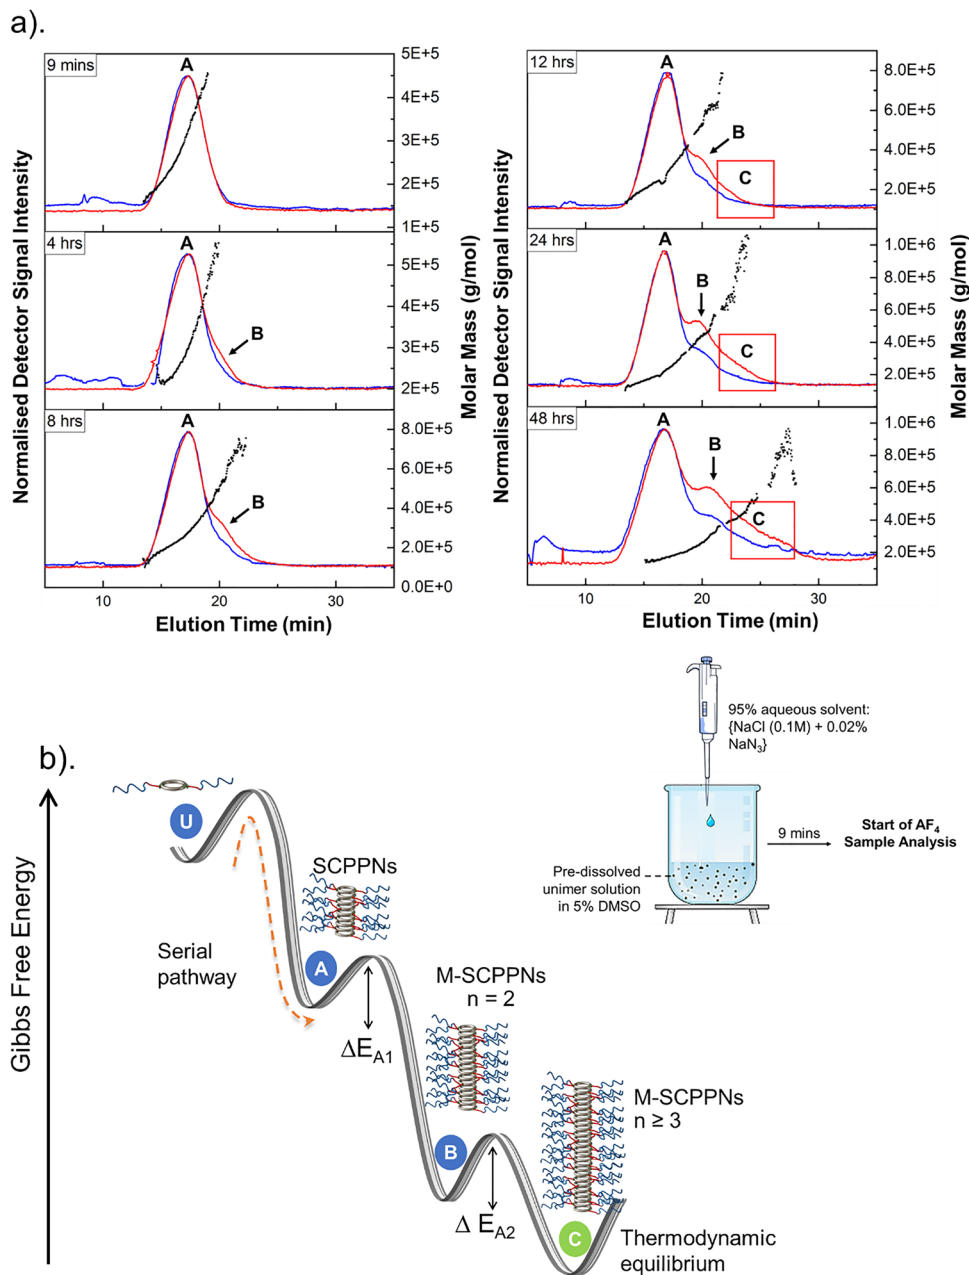 a).
9 mins
A
5E+5
4E+5
3E+5
2E+5
1E+5
4 hrs
A
B
5E+5
4E+5
3E+5
2E+5
8 hrs
A
B
8.0E+5
6.0E+5
4.0E+5
2.0E+5
0.0E+0
10
20
30
Elution Time (min)
Normalised Detector Signal Intensity
Molar Mass (g/mol)
12 hrs
A
B
C
8.0E+5
6.0E+5
4.0E+5
2.0E+5
24 hrs
A
B
C
1.0E+6
8.0E+5
6.0E+5
4.0E+5
2.0E+5
48 hrs
A
B
C
1.0E+6
8.0E+5
6.0E+5
4.0E+5
2.0E+5
10
20
30
Elution Time (min)
Normalised Detector Signal Intensity
Molar Mass (g/mol)
95% aqueous solvent:
{NaCl (0.1M) + 0.02%
NaN₃}
9 mins
Start of AF₄
Sample Analysis
Pre-dissolved
unimer solution
in 5% DMSO
b).
Gibbs Free Energy
U
SCPPNs
Serial
pathway
A
ΔE_A1
M-SCPPNs
n = 2
B
Δ E_A2
M-SCPPNs
n ≥ 3
C
Thermodynamic
equilibrium